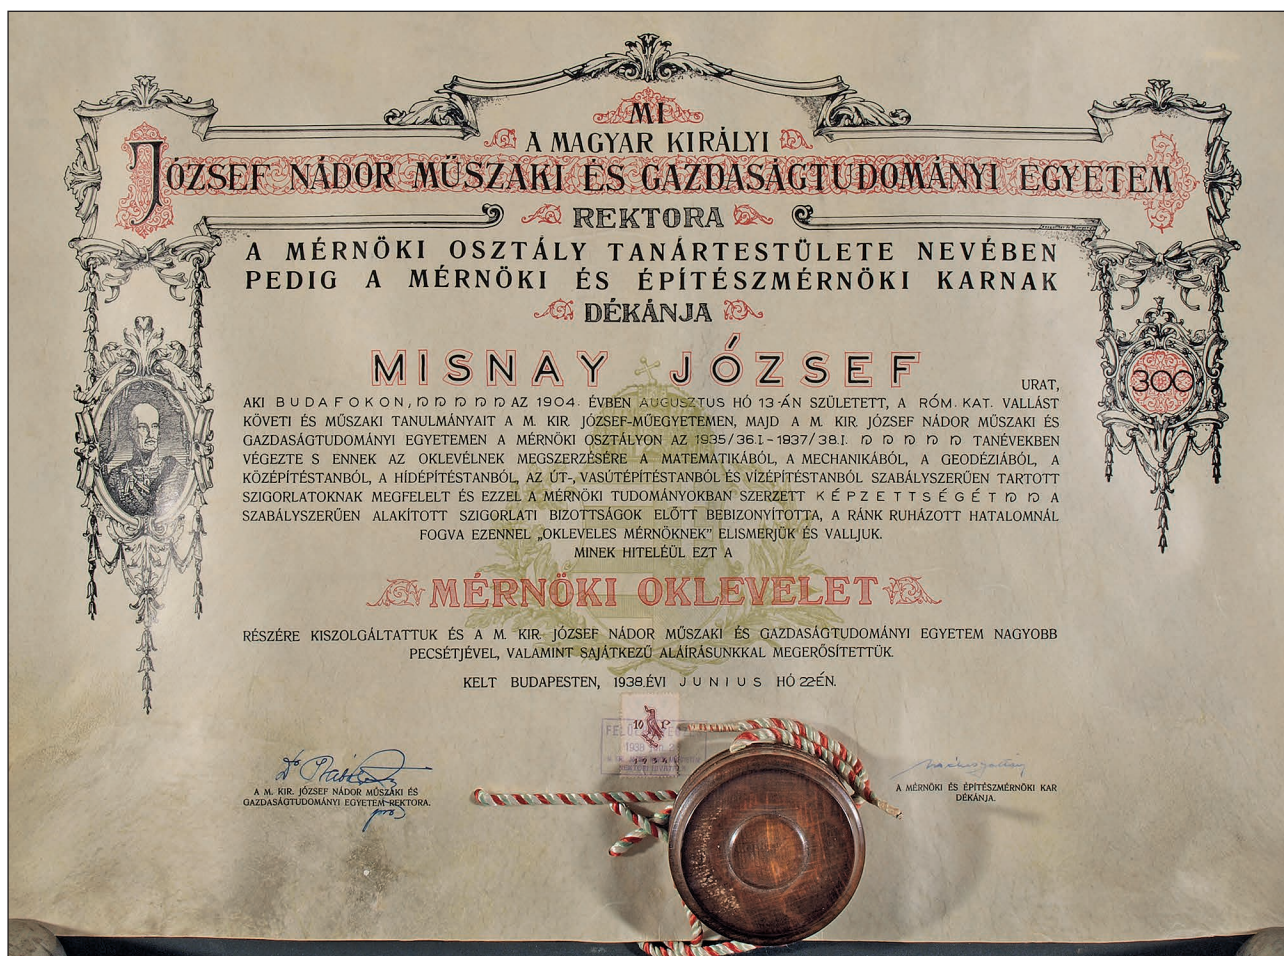 MI
A MAGYAR KIRÁLYI
JÓZSEF NÁDOR MŰSZAKI ÉS GAZDASÁGTUDOMÁNYI EGYETEM
REKTORA
A MÉRNÖKI OSZTÁLY TANÁRTESTÜLETE NEVÉBEN
PEDIG A MÉRNÖKI ÉS ÉPÍTÉSZMÉRNÖKI KARNAK
DÉKÁNJA
MISNAY JÓZSEF
URAT,
AKI BUDAFOKON, AZ 1904. ÉVBEN AUGUSZTUS HÓ 13-ÁN SZÜLETETT, A RÓM. KAT. VALLÁST
KÖVETI ÉS MŰSZAKI TANULMÁNYAIT A M. KIR. JÓZSEF-MŰEGYETEMEN, MAJD A M. KIR. JÓZSEF NÁDOR MŰSZAKI ÉS
GAZDASÁGTUDOMÁNYI EGYETEMEN A MÉRNÖKI OSZTÁLYON AZ 1935/36.I.-1937/38.I. TANÉVEKBEN
VÉGEZTE S ENNEK AZ OKLEVÉLNEK MEGSZERZÉSÉRE A MATEMATIKÁBÓL, A MECHANIKÁBÓL, A GEODÉZIÁBÓL, A
KÖZÉPÍTÉSTANBÓL, A HÍDÉPÍTÉSTANBÓL, AZ ÚT-, VASÚTÉPÍTÉSTANBÓL ÉS VÍZÉPÍTÉSTANBÓL SZABÁLYSZERŰEN TARTOTT
SZIGORLATOKNAK MEGFELELT ÉS EZZEL A MÉRNÖKI TUDOMÁNYOKBAN SZERZETT KÉPZETTSÉGÉT A
SZABÁLYSZERŰEN ALAKÍTOTT SZIGORLATI BIZOTTSÁGOK ELŐTT BEBIZONYÍTOTTA, A RÁNK RUHÁZOTT HATALOMNÁL
FOGVA EZENNEL „OKLEVELES MÉRNÖKNEK" ELISMERJÜK ÉS VALLJUK.
MINEK HITELÉÜL EZT A
MÉRNÖKI OKLEVELET
RÉSZÉRE KISZOLGÁLTATTUK ÉS A M. KIR. JÓZSEF NÁDOR MŰSZAKI ÉS GAZDASÁGTUDOMÁNYI EGYETEM NAGYOBB
PECSÉTJÉVEL, VALAMINT SAJÁTKEZŰ ALÁÍRÁSUNKKAL MEGERŐSÍTETTÜK.
KELT BUDAPESTEN, 1938.ÉVI JUNIUS HÓ 22-ÉN.
300
10 P
1938
1934
A M. KIR. JÓZSEF NÁDOR MŰSZAKI ÉS
GAZDASÁGTUDOMÁNYI EGYETEM REKTORA.
A MÉRNÖKI ÉS ÉPÍTÉSZMÉRNÖKI KAR
DÉKÁNJA.